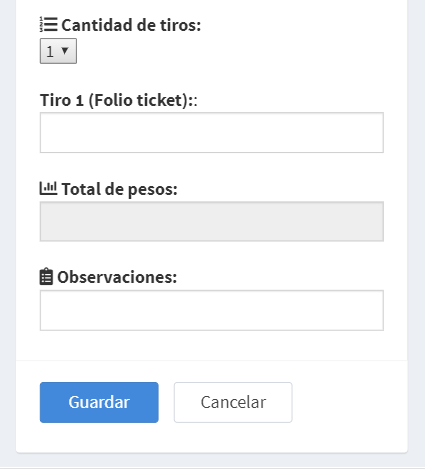 Cantidad de tiros:
1
Tiro 1 (Folio ticket)::
Total de pesos:
Observaciones:
Guardar Cancelar